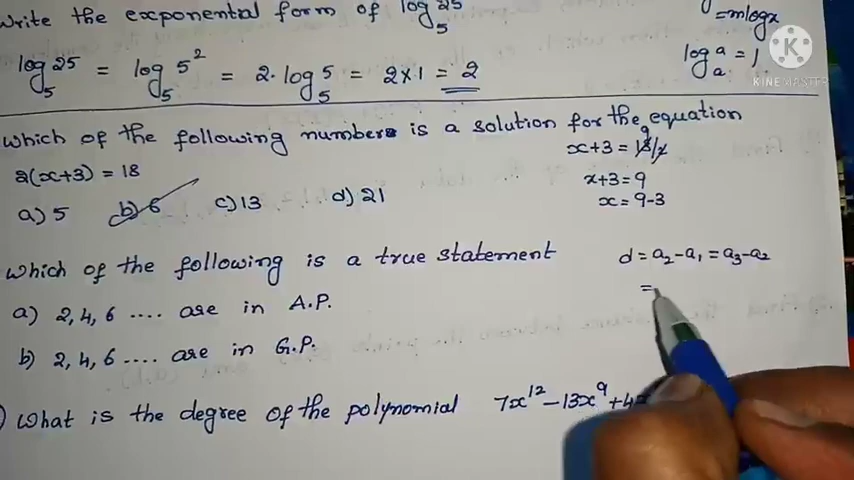 Write the exponential form of log₅25
= mlogx
log₅25 = log₅5² = 2·log₅5 = 2×1 = 2
logₐa = 1
KINEMASTER
Which of the following numbers is a solution for the equation
2(x+3) = 18
x+3 = 18/2
9
x+3 = 9
x = 9-3
a) 5 b) 6 c) 13 d) 21
Which of the following is a true statement
d = a₂-a₁ = a₃-a₂
=
a) 2,4,6 .... are in A.P.
b) 2,4,6 .... are in G.P.
) What is the degree of the polynomial 7x¹² - 13x⁹ + 4